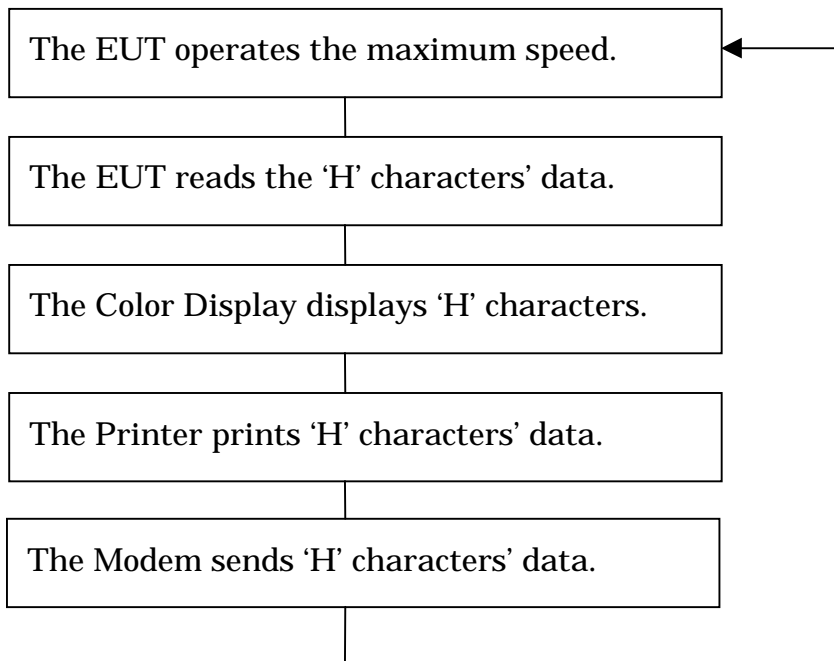 The EUT operates the maximum speed.
The EUT reads the ‘H’ characters’ data.
The Color Display displays ‘H’ characters.
The Printer prints ‘H’ characters’ data.
The Modem sends ‘H’ characters’ data.